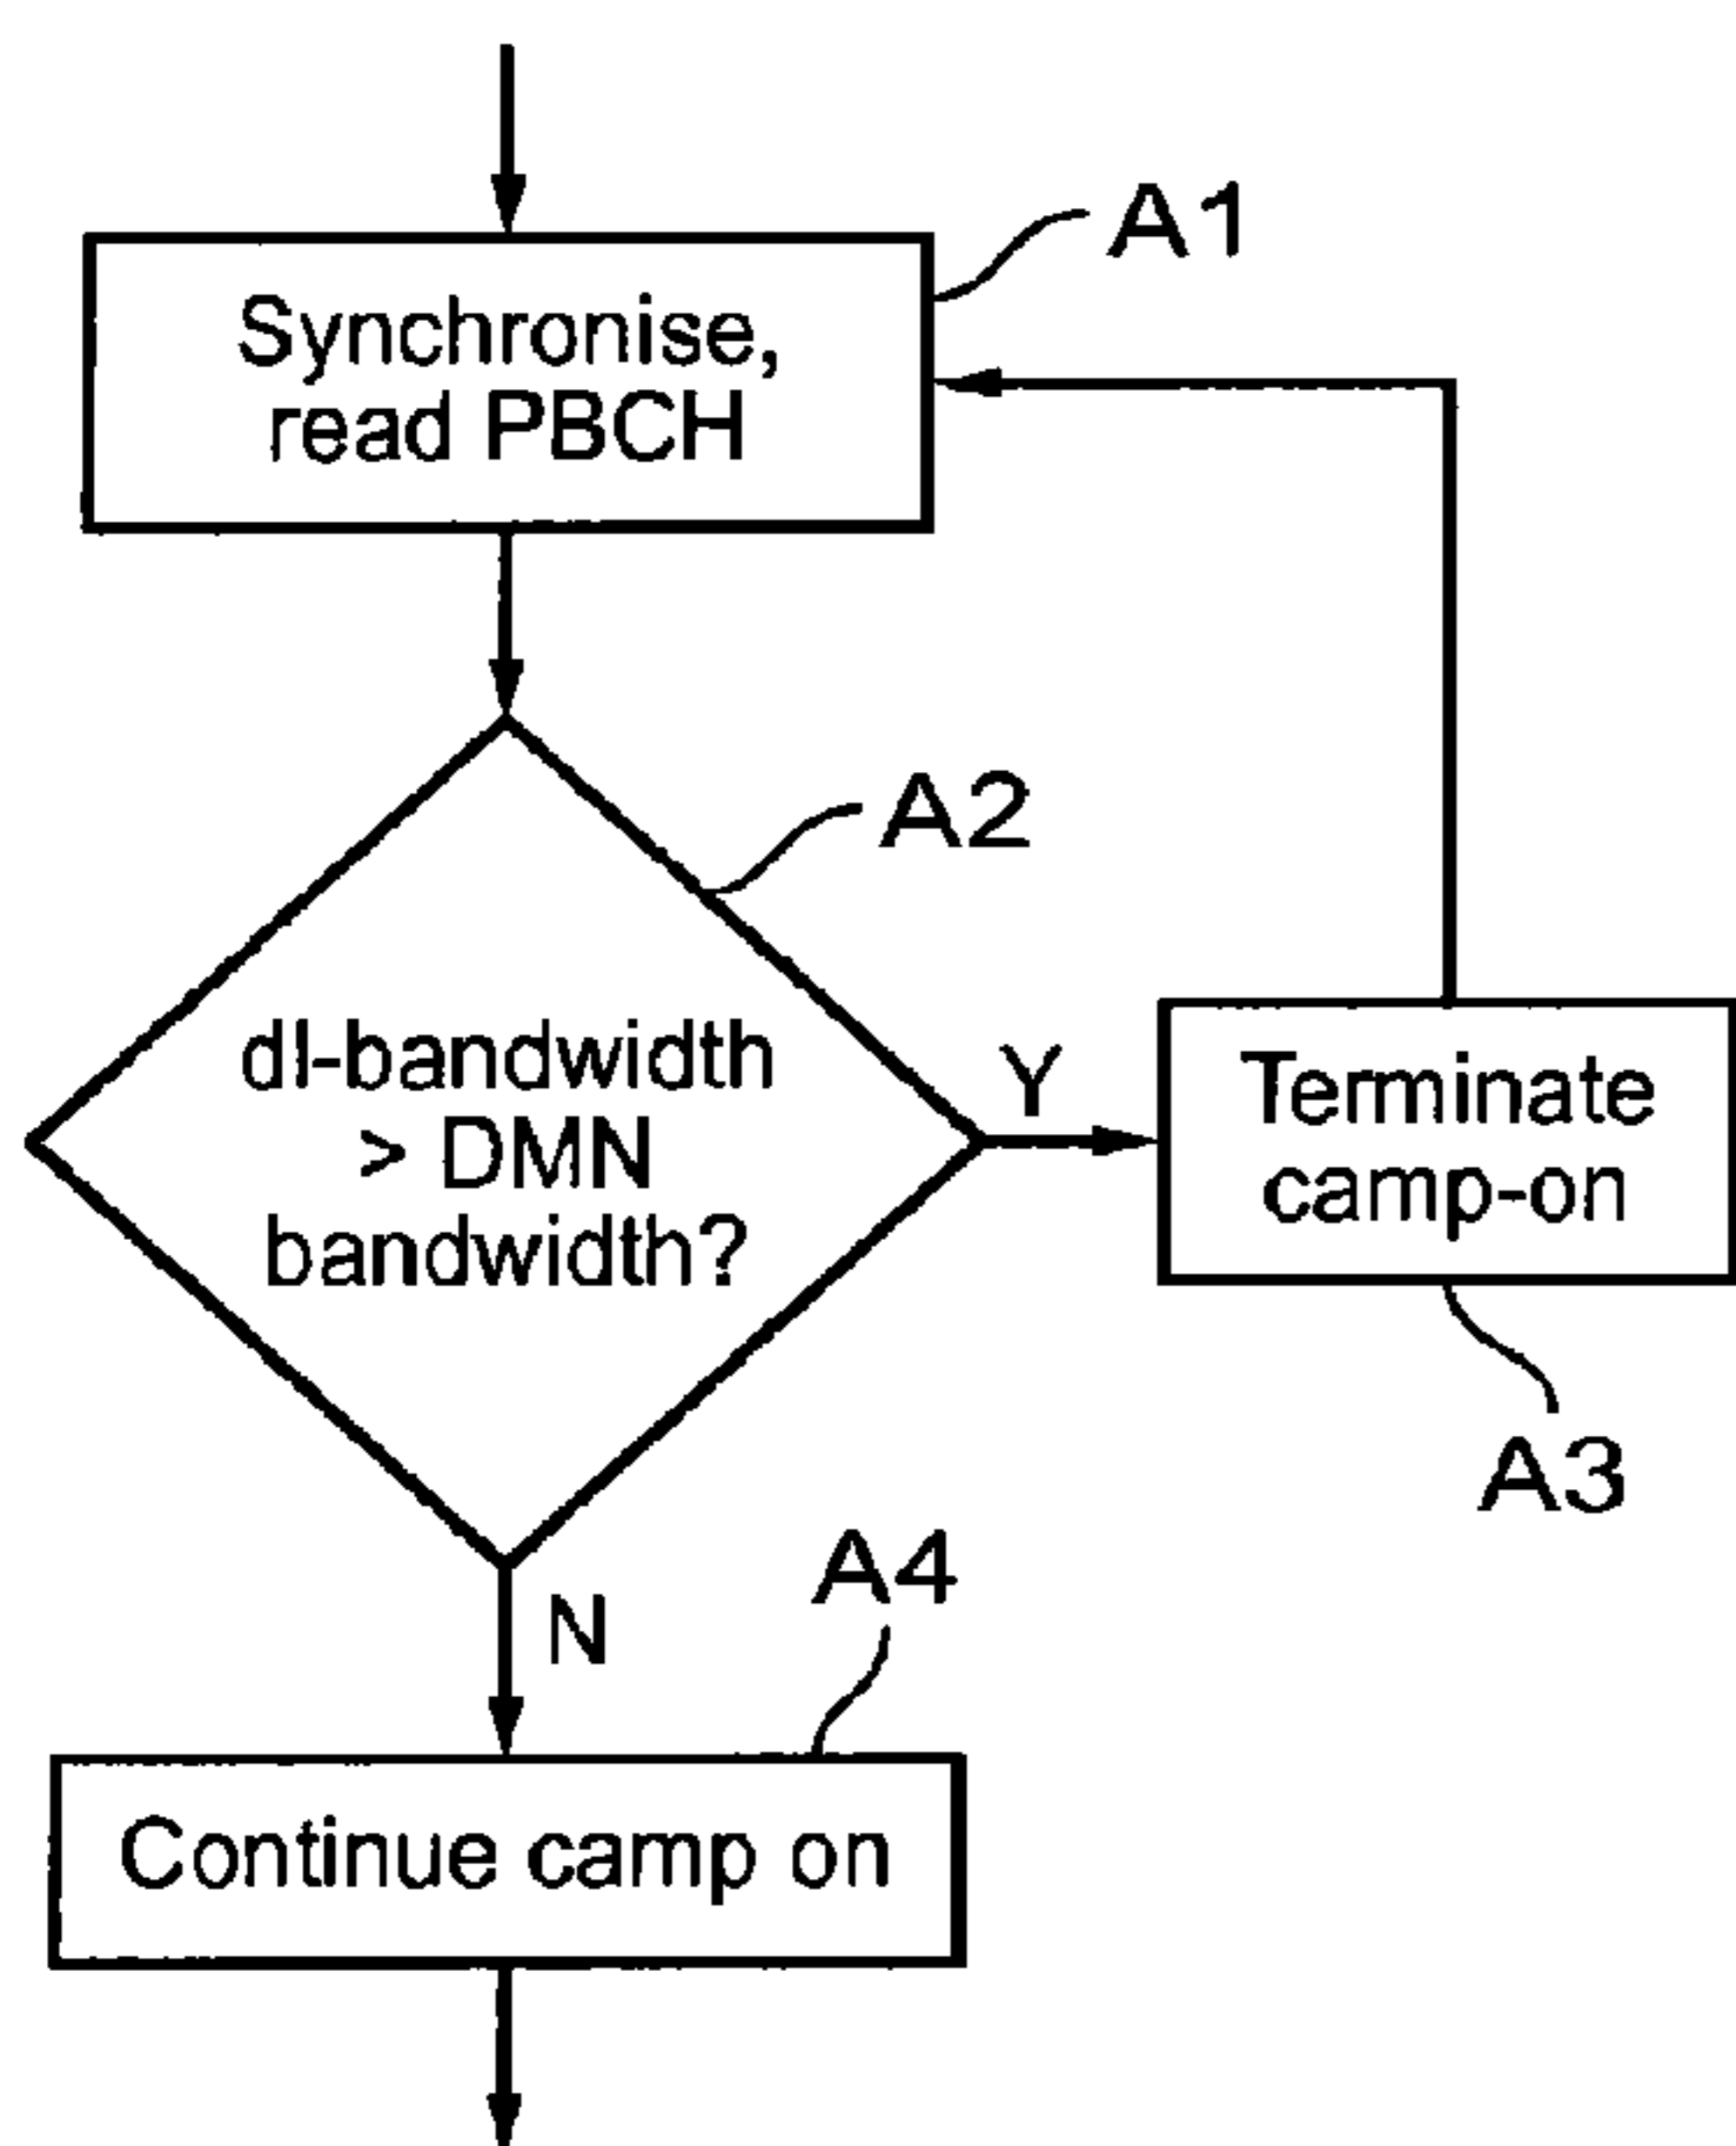 A1
Synchronise,
read PBCH
A2
dl-bandwidth
> DMN
bandwidth?
Y
Terminate
camp-on
A3
A4
N
Continue camp on